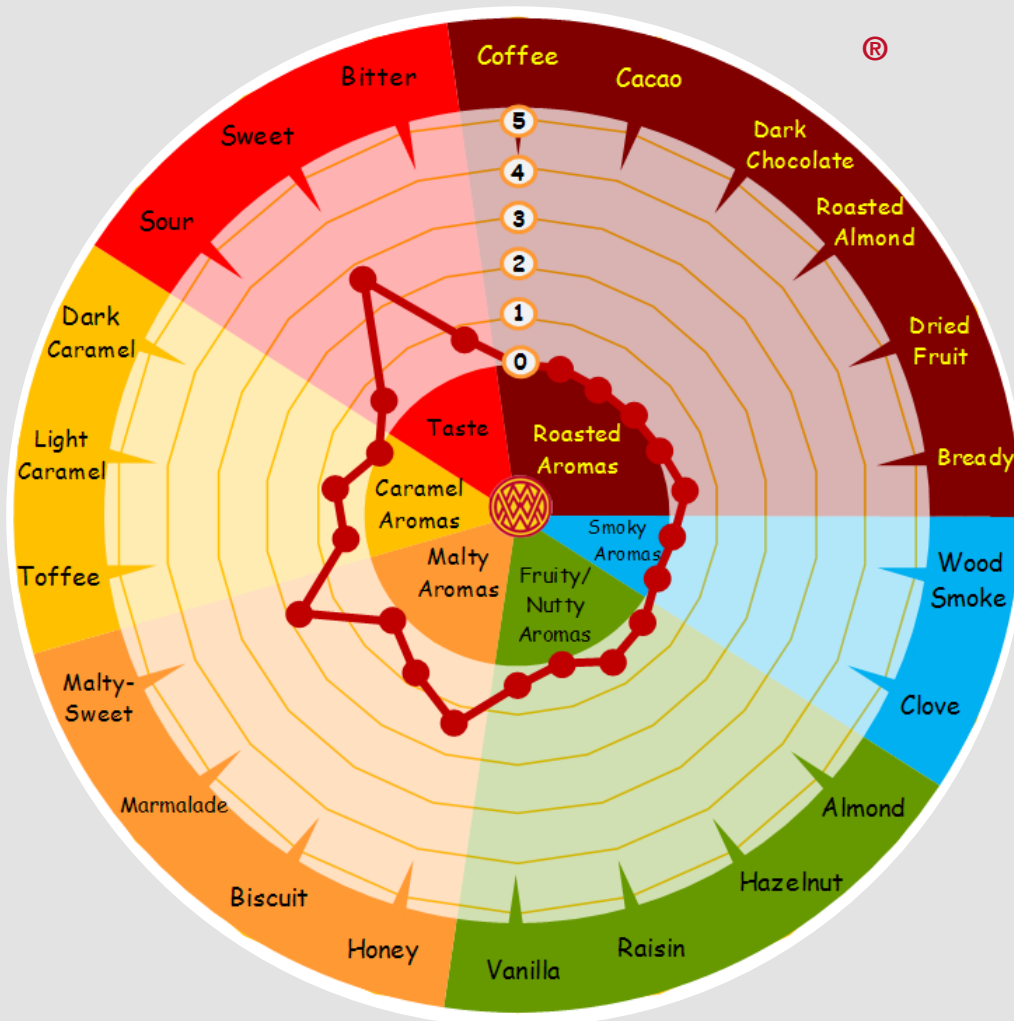 ®
Coffee
Cacao
Dark
Chocolate
Roasted
Almond
Dried
Fruit
Bready
Wood
Smoke
Clove
Almond
Hazelnut
Raisin
Vanilla
Honey
Biscuit
Marmalade
Malty-
Sweet
Toffee
Light
Caramel
Dark
Caramel
Sour
Sweet
Bitter
5
4
3
2
1
0
Taste
Roasted
Aromas
Caramel
Aromas
Smoky
Aromas
Malty
Aromas
Fruity/
Nutty
Aromas